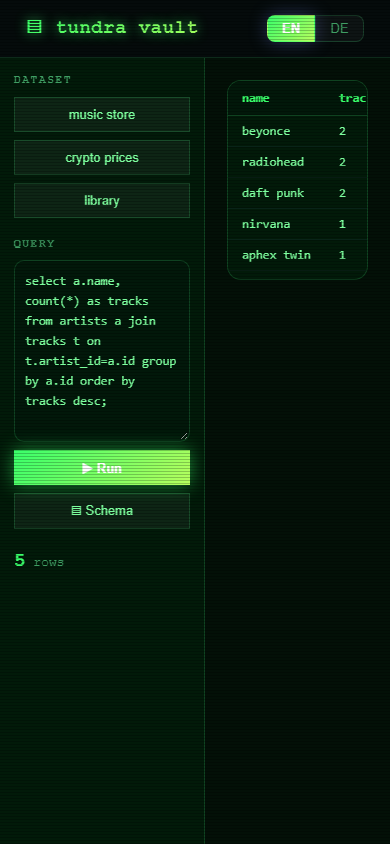 tundra vault
EN DE
DATASET
music store
crypto prices
library
QUERY
select a.name,
count(*) as tracks
from artists a join
tracks t on
t.artist_id=a.id group
by a.id order by
tracks desc;
▶ Run
Schema
5 rows
name trac
beyonce 2
radiohead 2
daft punk 2
nirvana 1
aphex twin 1